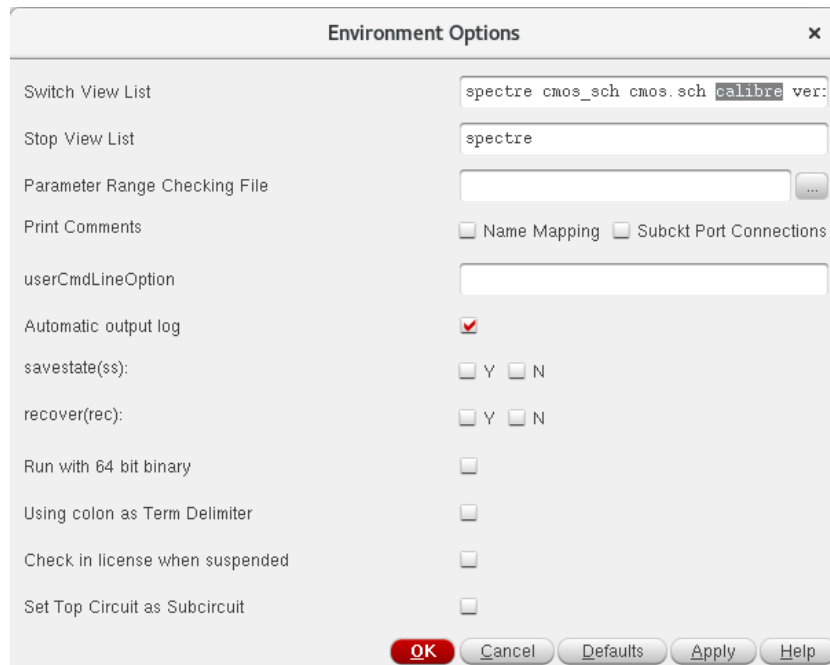 Environment Options ×
Switch View List spectre cmos_sch cmos.sch calibre ver:
Stop View List spectre
Parameter Range Checking File ...
Print Comments Name Mapping Subckt Port Connections
userCmdLineOption
Automatic output log
savestate(ss): Y N
recover(rec): Y N
Run with 64 bit binary
Using colon as Term Delimiter
Check in license when suspended
Set Top Circuit as Subcircuit
OK Cancel Defaults Apply Help